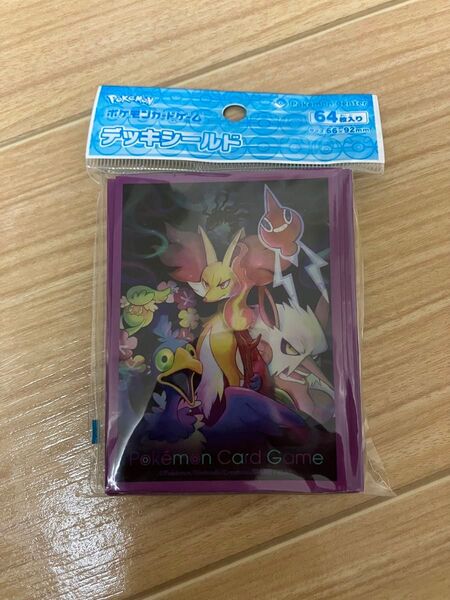 Pokémon
ポケモンカードゲーム
デッキシールド
Pokémon Center
64枚入り
66×92mm
Pokémon Card Game